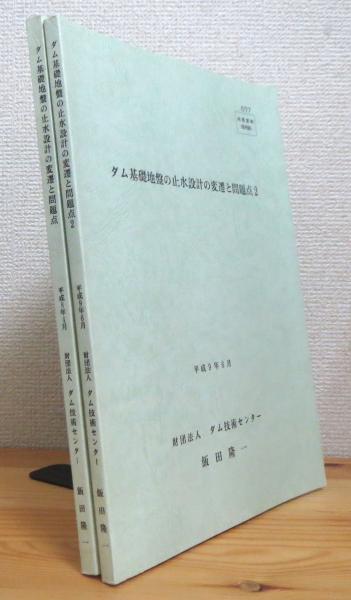 ダム基礎地盤の止水設計の変遷と問題点 平成8年4月 財団法人 ダム技術センター 飯田隆一
ダム基礎地盤の止水設計の変遷と問題点2 平成9年6月 財団法人 ダム技術センター 飯田隆一
ダム基礎地盤の止水設計の変遷と問題点2
平成9年6月
財団法人 ダム技術センター
飯田隆一